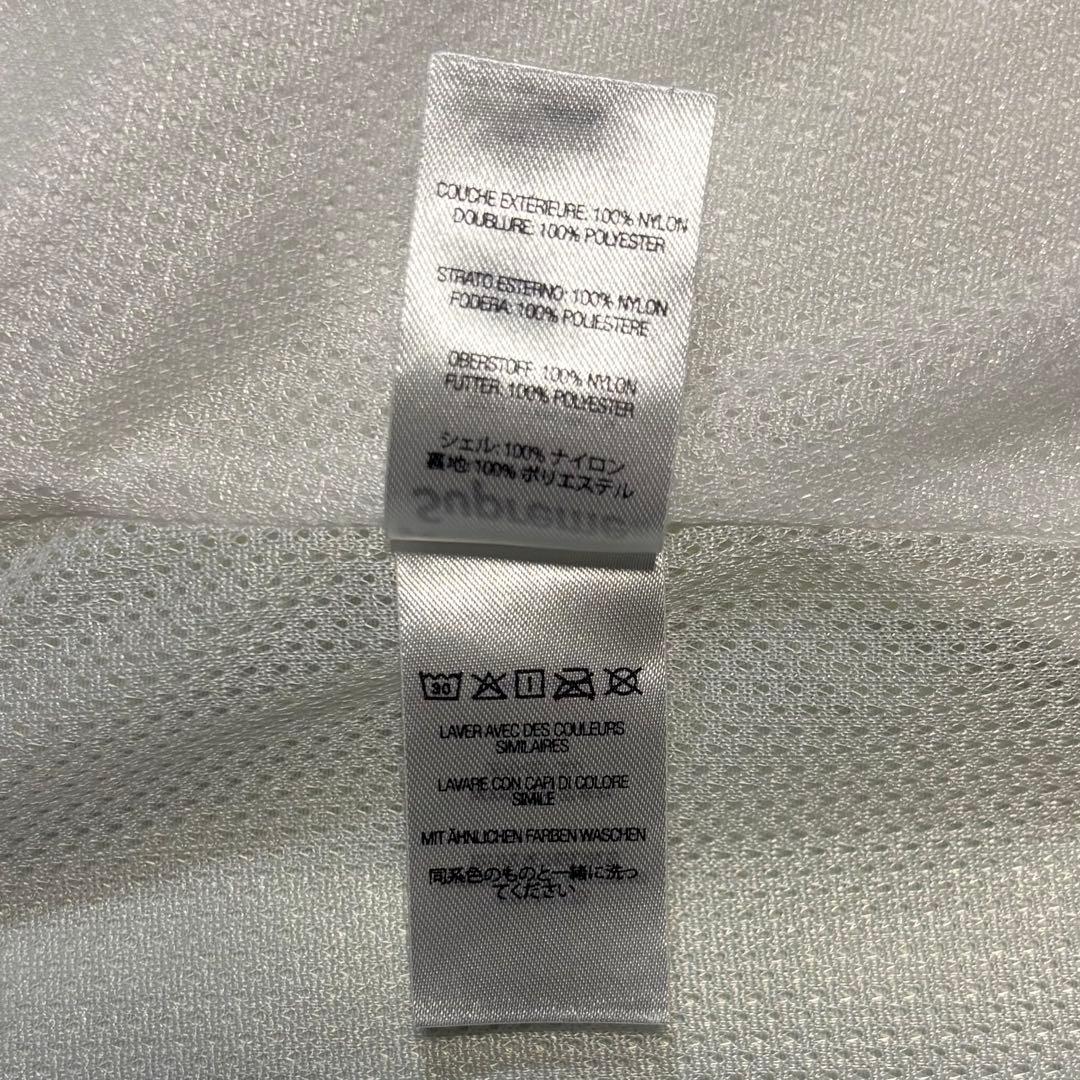 COUCHE EXTÉRIEURE: 100% NYLON
DOUBLURE: 100% POLYESTER
STRATO ESTERNO: 100% NYLON
FODERA: 100% POLIESTERE
OBERSTOFF: 100% NYLON
FUTTER: 100% POLYESTER
シェル: 100% ナイロン
裏地: 100% ポリエステル
Supreme
30
LAVER AVEC DES COULEURS
SIMILAIRES
LAVARE CON CAPI DI COLORE
SIMILE
MIT ÄHNLICHEN FARBEN WASCHEN
同系色のものと一緒に洗っ
てください